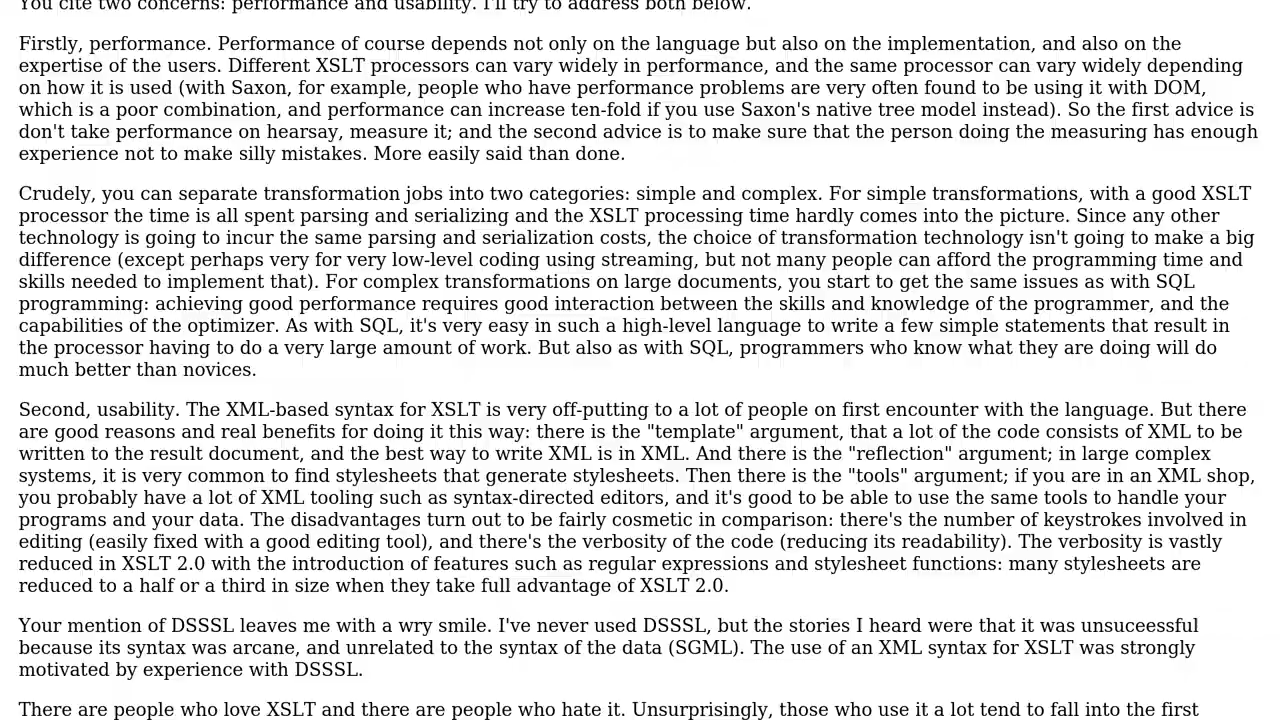 You cite two concerns: performance and usability. I'll try to address both below.
Firstly, performance. Performance of course depends not only on the language but also on the implementation, and also on the
expertise of the users. Different XSLT processors can vary widely in performance, and the same processor can vary widely depending
on how it is used (with Saxon, for example, people who have performance problems are very often found to be using it with DOM,
which is a poor combination, and performance can increase ten-fold if you use Saxon's native tree model instead). So the first advice is
don't take performance on hearsay, measure it; and the second advice is to make sure that the person doing the measuring has enough
experience not to make silly mistakes. More easily said than done.
Crudely, you can separate transformation jobs into two categories: simple and complex. For simple transformations, with a good XSLT
processor the time is all spent parsing and serializing and the XSLT processing time hardly comes into the picture. Since any other
technology is going to incur the same parsing and serialization costs, the choice of transformation technology isn't going to make a big
difference (except perhaps very for very low-level coding using streaming, but not many people can afford the programming time and
skills needed to implement that). For complex transformations on large documents, you start to get the same issues as with SQL
programming: achieving good performance requires good interaction between the skills and knowledge of the programmer, and the
capabilities of the optimizer. As with SQL, it's very easy in such a high-level language to write a few simple statements that result in
the processor having to do a very large amount of work. But also as with SQL, programmers who know what they are doing will do
much better than novices.
Second, usability. The XML-based syntax for XSLT is very off-putting to a lot of people on first encounter with the language. But there
are good reasons and real benefits for doing it this way: there is the "template" argument, that a lot of the code consists of XML to be
written to the result document, and the best way to write XML is in XML. And there is the "reflection" argument; in large complex
systems, it is very common to find stylesheets that generate stylesheets. Then there is the "tools" argument; if you are in an XML shop,
you probably have a lot of XML tooling such as syntax-directed editors, and it's good to be able to use the same tools to handle your
programs and your data. The disadvantages turn out to be fairly cosmetic in comparison: there's the number of keystrokes involved in
editing (easily fixed with a good editing tool), and there's the verbosity of the code (reducing its readability). The verbosity is vastly
reduced in XSLT 2.0 with the introduction of features such as regular expressions and stylesheet functions: many stylesheets are
reduced to a half or a third in size when they take full advantage of XSLT 2.0.
Your mention of DSSSL leaves me with a wry smile. I've never used DSSSL, but the stories I heard were that it was unsuceessful
because its syntax was arcane, and unrelated to the syntax of the data (SGML). The use of an XML syntax for XSLT was strongly
motivated by experience with DSSSL.
There are people who love XSLT and there are people who hate it. Unsurprisingly, those who use it a lot tend to fall into the first